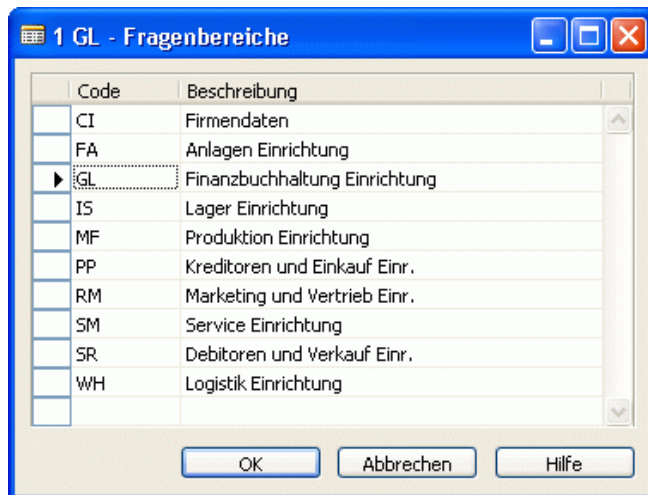 1 GL - Fragenbereiche
Code Beschreibung
CI Firmendaten
FA Anlagen Einrichtung
GL Finanzbuchhaltung Einrichtung
IS Lager Einrichtung
MF Produktion Einrichtung
PP Kreditoren und Einkauf Einr.
RM Marketing und Vertrieb Einr.
SM Service Einrichtung
SR Debitoren und Verkauf Einr.
WH Logistik Einrichtung
OK Abbrechen Hilfe